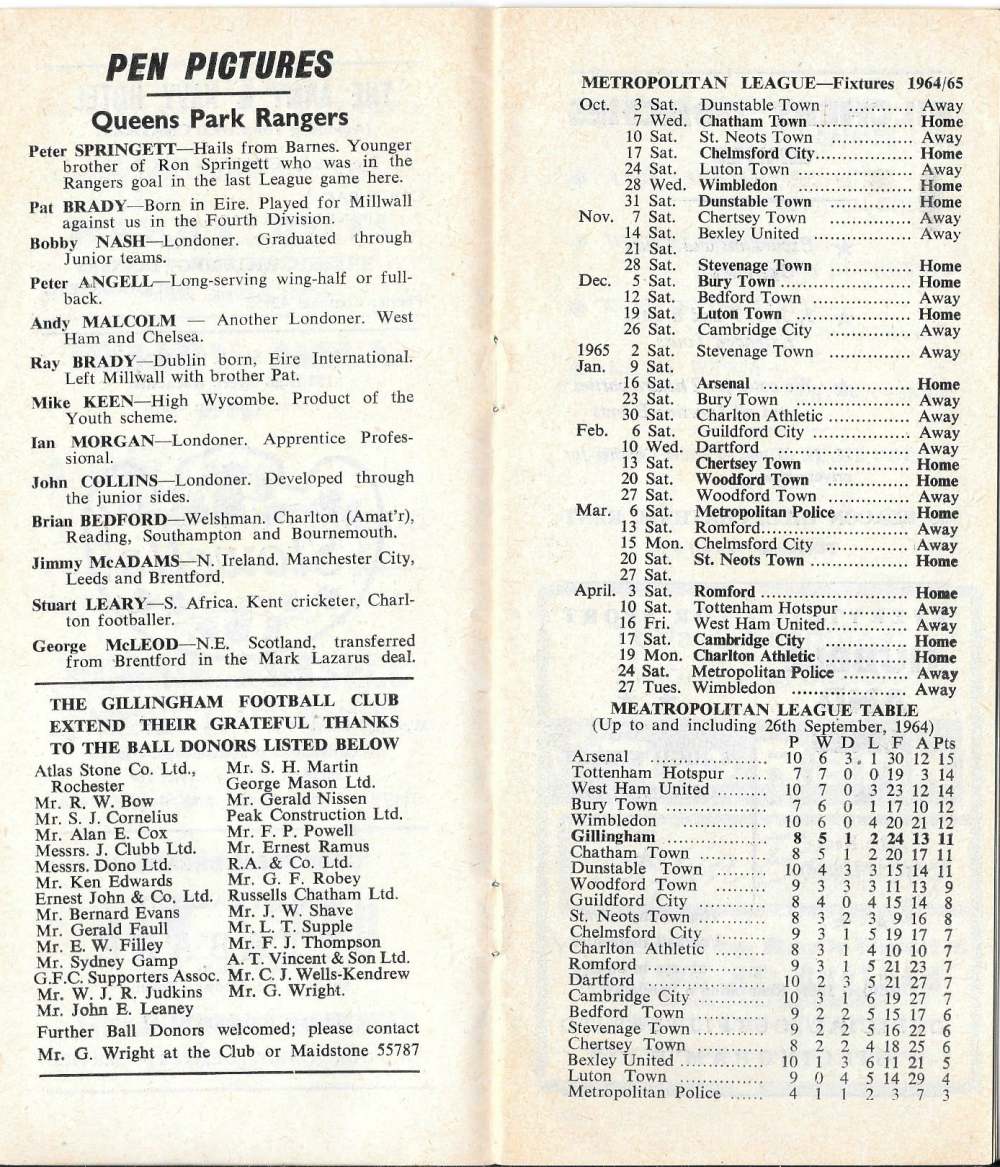 PEN PICTURES
Queens Park Rangers
Peter SPRINGETT—Hails from Barnes. Younger
brother of Ron Springett who was in the
Rangers goal in the last League game here.
Pat BRADY—Born in Eire. Played for Millwall
against us in the Fourth Division.
Bobby NASH—Londoner. Graduated through
Junior teams.
Peter ANGELL—Long-serving wing-half or full-
back.
Andy MALCOLM — Another Londoner. West
Ham and Chelsea.
Ray BRADY—Dublin born, Eire International.
Left Millwall with brother Pat.
Mike KEEN—High Wycombe. Product of the
Youth scheme.
Ian MORGAN—Londoner. Apprentice Profes-
sional.
John COLLINS—Londoner. Developed through
the junior sides.
Brian BEDFORD—Welshman. Charlton (Amat'r),
Reading, Southampton and Bournemouth.
Jimmy McADAMS—N. Ireland. Manchester City,
Leeds and Brentford.
Stuart LEARY—S. Africa. Kent cricketer, Charl-
ton footballer.
George McLEOD—N.E. Scotland, transferred
from Brentford in the Mark Lazarus deal.
THE GILLINGHAM FOOTBALL CLUB
EXTEND THEIR GRATEFUL THANKS
TO THE BALL DONORS LISTED BELOW
Atlas Stone Co. Ltd.,
Rochester
Mr. R. W. Bow
Mr. S. J. Cornelius
Mr. Alan E. Cox
Messrs. J. Clubb Ltd.
Messrs. Dono Ltd.
Mr. Ken Edwards
Ernest John & Co. Ltd.
Mr. Bernard Evans
Mr. Gerald Faull
Mr. E. W. Filley
Mr. Sydney Gamp
G.F.C. Supporters Assoc.
Mr. W. J. R. Judkins
Mr. John E. Leaney
Mr. S. H. Martin
George Mason Ltd.
Mr. Gerald Nissen
Peak Construction Ltd.
Mr. F. P. Powell
Mr. Ernest Ramus
R.A. & Co. Ltd.
Mr. G. F. Robey
Russells Chatham Ltd.
Mr. J. W. Shave
Mr. L. T. Supple
Mr. F. J. Thompson
A. T. Vincent & Son Ltd.
Mr. C. J. Wells-Kendrew
Mr. G. Wright.
Further Ball Donors welcomed; please contact
Mr. G. Wright at the Club or Maidstone 55787
METROPOLITAN LEAGUE—Fixtures 1964/65
Oct. 3 Sat. Dunstable Town ............ Away
7 Wed. Chatham Town .................. Home
10 Sat. St. Neots Town ............... Away
17 Sat. Chelmsford City.................. Home
24 Sat. Luton Town ..................... Away
28 Wed. Wimbledon ..................... Home
31 Sat. Dunstable Town ............... Home
Nov. 7 Sat. Chertsey Town ............... Away
14 Sat. Bexley United .................. Away
21 Sat.
28 Sat. Stevenage Town ............... Home
Dec. 5 Sat. Bury Town ........................ Home
12 Sat. Bedford Town .................. Away
19 Sat. Luton Town ..................... Home
26 Sat. Cambridge City ............... Away
1965 2 Sat. Stevenage Town ............... Away
Jan. 9 Sat.
16 Sat. Arsenal ........................... Home
23 Sat. Bury Town ..................... Away
30 Sat. Charlton Athletic ............... Away
Feb. 6 Sat. Guildford City .................. Away
10 Wed. Dartford ........................ Away
13 Sat. Chertsey Town ............... Home
20 Sat. Woodford Town ............... Home
27 Sat. Woodford Town ............... Away
Mar. 6 Sat. Metropolitan Police ............ Home
13 Sat. Romford........................... Away
15 Mon. Chelmsford City ............... Away
20 Sat. St. Neots Town .................. Home
27 Sat.
April. 3 Sat. Romford ........................... Home
10 Sat. Tottenham Hotspur ............ Away
16 Fri. West Ham United............... Away
17 Sat. Cambridge City ............... Home
19 Mon. Charlton Athletic ............... Home
24 Sat. Metropolitan Police ............ Away
27 Tues. Wimbledon ..................... Away
MEATROPOLITAN LEAGUE TABLE
(Up to and including 26th September, 1964)
P W D L F A Pts
Arsenal ..................... 10 6 3 1 30 12 15
Tottenham Hotspur ...... 7 7 0 0 19 3 14
West Ham United ......... 10 7 0 3 23 12 14
Bury Town .................. 7 6 0 1 17 10 12
Wimbledon ............... 10 6 0 4 20 21 12
Gillingham .................. 8 5 1 2 24 13 11
Chatham Town ............ 8 5 1 2 20 17 11
Dunstable Town ......... 10 4 3 3 15 14 11
Woodford Town ......... 9 3 3 3 11 13 9
Guildford City ............ 8 4 0 4 15 14 8
St. Neots Town ............ 8 3 2 3 9 16 8
Chelmsford City ......... 9 3 1 5 19 17 7
Charlton Athletic ......... 8 3 1 4 10 10 7
Romford ..................... 9 3 1 5 21 23 7
Dartford ..................... 10 2 3 5 21 27 7
Cambridge City ............ 10 3 1 6 19 27 7
Bedford Town ............ 9 2 2 5 15 17 6
Stevenage Town ............ 9 2 2 5 16 22 6
Chertsey Town ............ 8 2 2 4 18 25 6
Bexley United ............... 10 1 3 6 11 21 5
Luton Town ............... 9 0 4 5 14 29 4
Metropolitan Police ...... 4 1 1 2 3 7 3